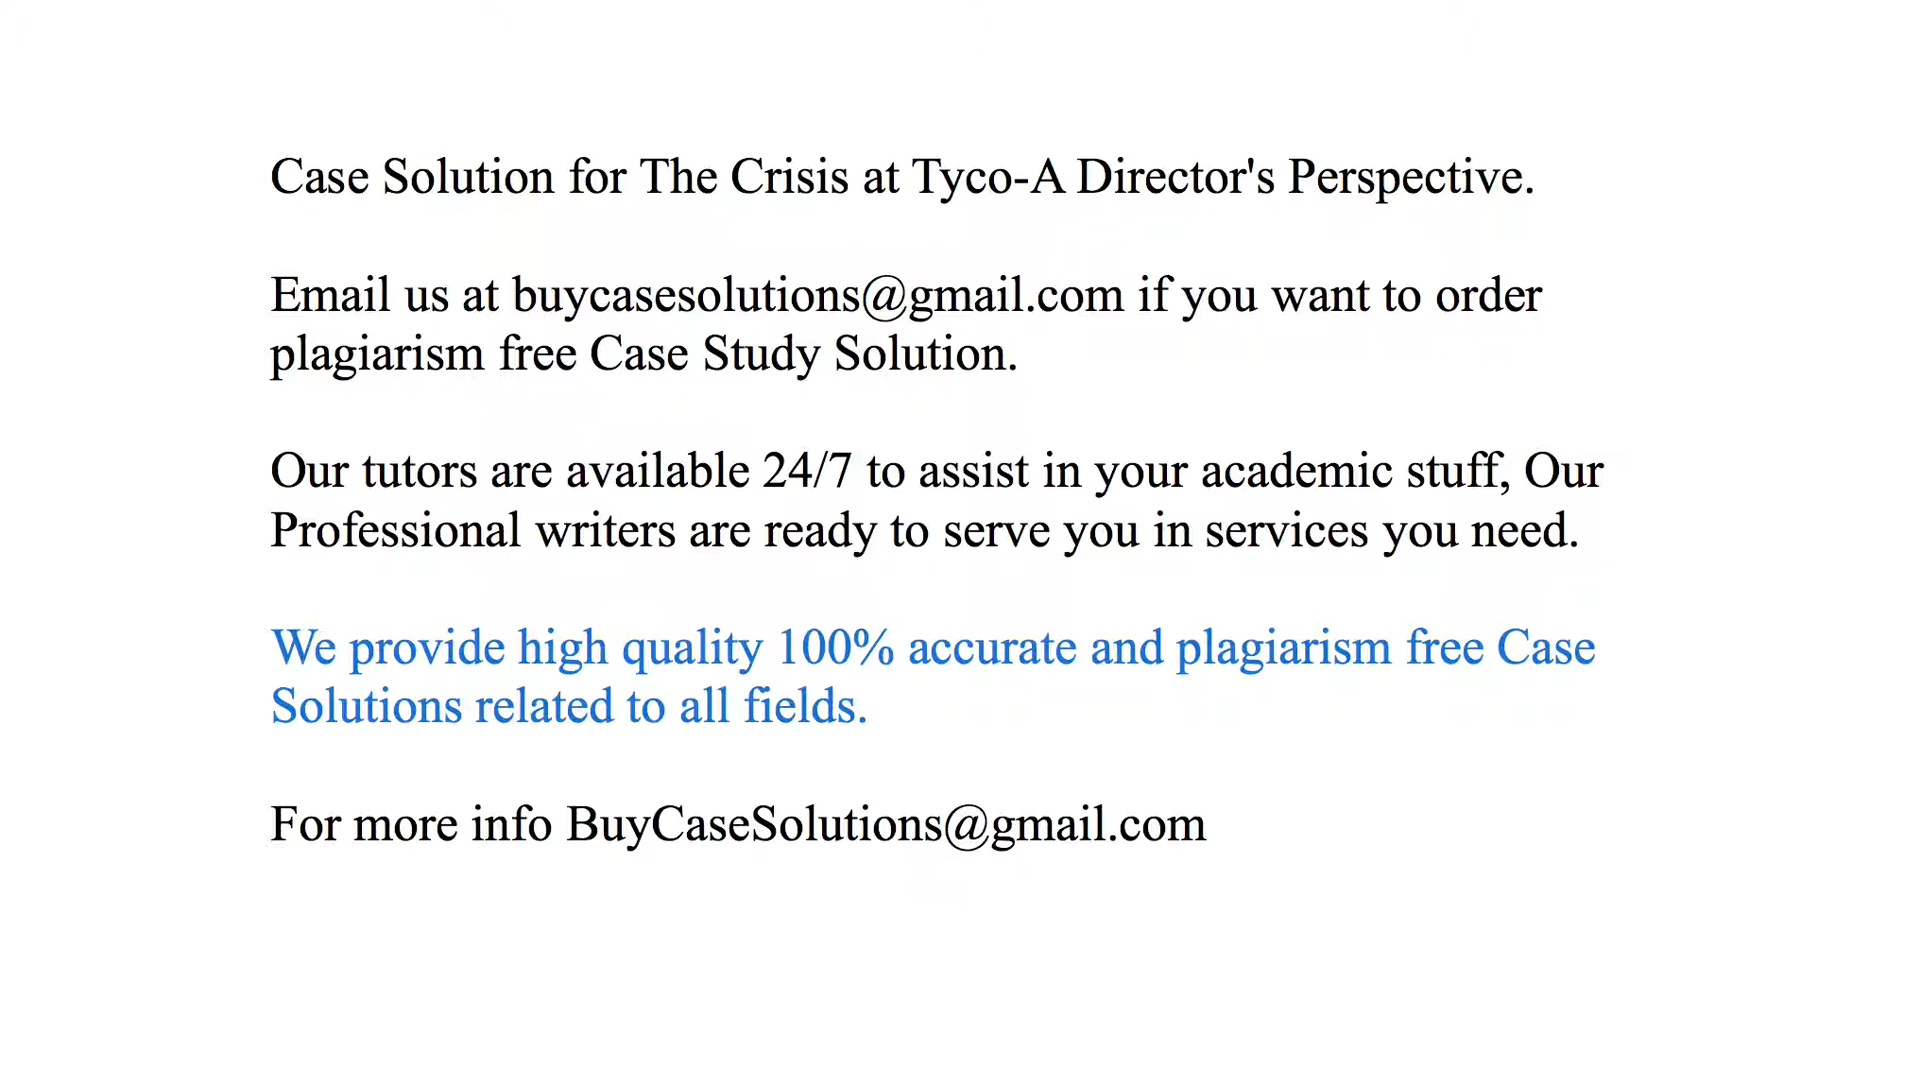 Case Solution for The Crisis at Tyco-A Director's Perspective.
Email us at buycasesolutions@gmail.com if you want to order
plagiarism free Case Study Solution.
Our tutors are available 24/7 to assist in your academic stuff, Our
Professional writers are ready to serve you in services you need.
We provide high quality 100% accurate and plagiarism free Case
Solutions related to all fields.
For more info BuyCaseSolutions@gmail.com